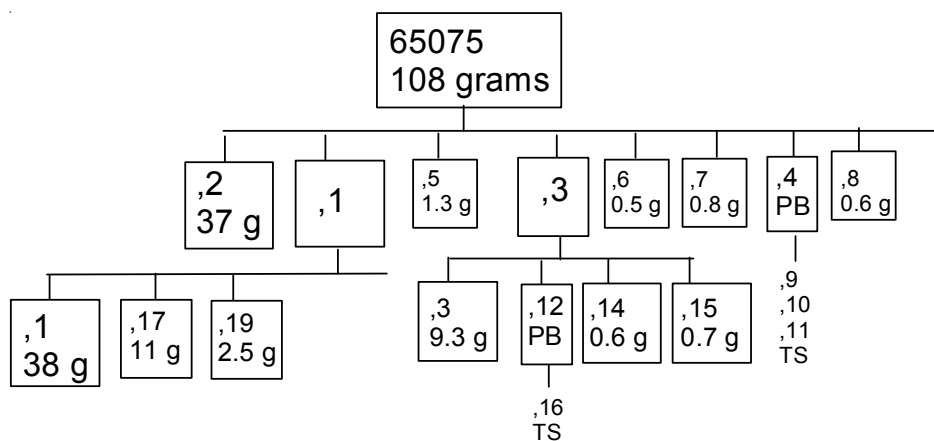 65075
108 grams
,2
37 g
,1
,5
1.3 g
,3
,6
0.5 g
,7
0.8 g
,4
PB
,8
0.6 g
,1
38 g
,17
11 g
,19
2.5 g
,3
9.3 g
,12
PB
,14
0.6 g
,15
0.7 g
,9
,10
,11
TS
,16
TS